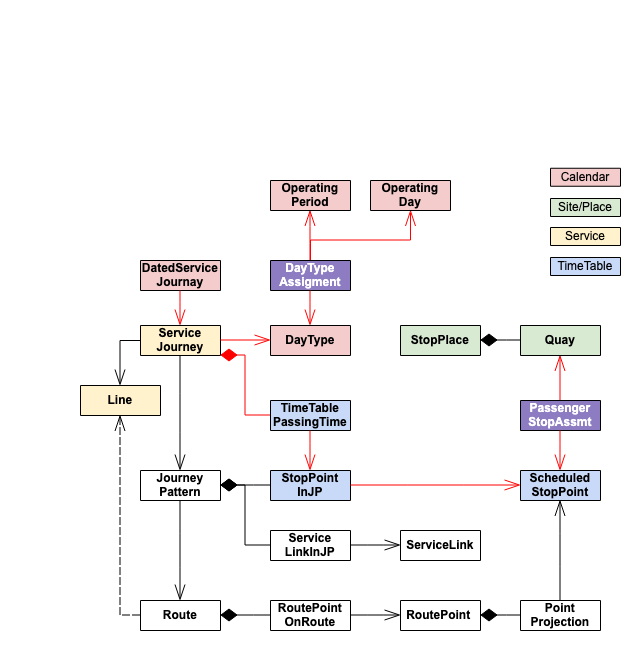 Calendar
Operating
Period
Operating
Day
Site/Place
Service
DatedService
Journay
DayType
Assigment
TimeTable
Service
Journey
DayType
StopPlace
Quay
Line
TimeTable
PassingTime
Passenger
StopAssmt
Journey
Pattern
StopPoint
InJP
Scheduled
StopPoint
Service
LinkInJP
ServiceLink
Route
RoutePoint
OnRoute
RoutePoint
Point
Projection